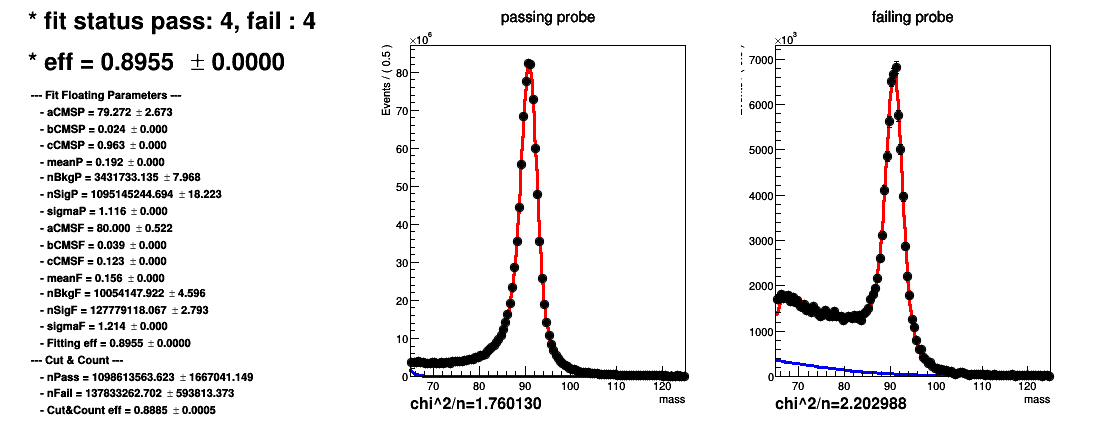 * fit status pass: 4, fail : 4
* eff = 0.8955 ± 0.0000
--- Fit Floating Parameters ---
- aCMSP = 79.272 ± 2.673
- bCMSP = 0.024 ± 0.000
- cCMSP = 0.963 ± 0.000
- meanP = 0.192 ± 0.000
- nBkgP = 3431733.135 ± 7.968
- nSigP = 1095145244.694 ± 18.223
- sigmaP = 1.116 ± 0.000
- aCMSF = 80.000 ± 0.522
- bCMSF = 0.039 ± 0.000
- cCMSF = 0.123 ± 0.000
- meanF = 0.156 ± 0.000
- nBkgF = 10054147.922 ± 4.596
- nSigF = 127779118.067 ± 2.793
- sigmaF = 1.214 ± 0.000
- Fitting eff = 0.8955 ± 0.0000
--- Cut & Count ---
- nPass = 1098613563.623 ± 1667041.149
- nFail = 137833262.702 ± 593813.373
- Cut&Count eff = 0.8885 ± 0.0005
passing probe
×10⁶
Events / ( 0.5 )
80
70
60
50
40
30
20
10
0
70 80 90 100 110 120
mass
chi^2/n=1.760130
failing probe
×10³
7000
6000
5000
4000
3000
2000
1000
0
70 80 90 100 110 120
mass
chi^2/n=2.202988